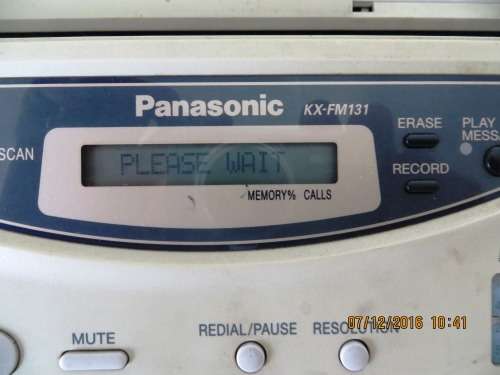 Panasonic KX-FM131
ERASE
PLAY
MESS
SCAN
PLEASE WAIT
RECORD
MEMORY% CALLS
07/12/2016 10:41
MUTE
REDIAL/PAUSE
RESOLUTION